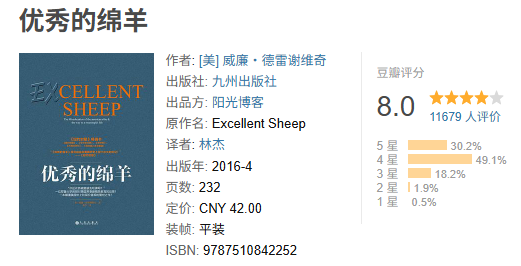 优秀的绵羊
EXCELLENT
SHEEP
优秀的绵羊
作者: [美] 威廉·德雷谢维奇
出版社: 九州出版社
出品方: 阳光博客
原作名: Excellent Sheep
译者: 林杰
出版年: 2016-4
页数: 232
定价: CNY 42.00
装帧: 平装
ISBN: 9787510842252
豆瓣评分
8.0
11679 人评价
5 星 30.2%
4 星 49.1%
3 星 18.2%
2 星 1.9%
1 星 0.5%